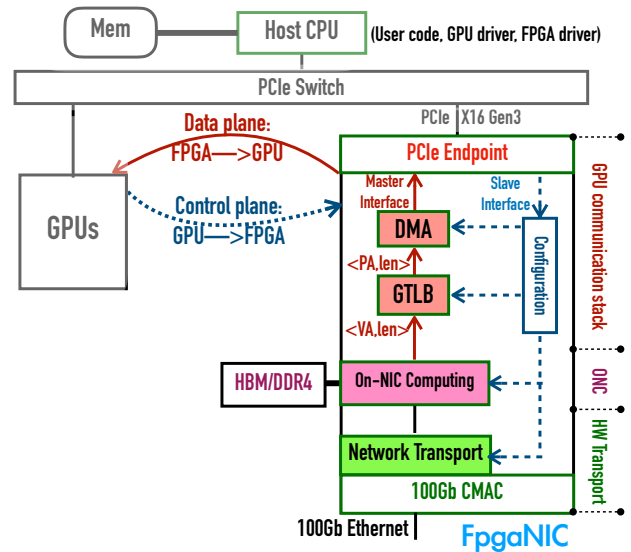 Mem
Host CPU
(User code, GPU driver, FPGA driver)
PCIe Switch
PCIe X16 Gen3
Data plane:
FPGA—–>GPU
PCIe Endpoint
Master
Interface
Slave
Interface
Control plane:
GPU—–>FPGA
GPUs
DMA
<PA,len>
GTLB
<VA,len>
Configuration
GPU communication stack
HBM/DDR4
On-NIC Computing
ONC
Network Transport
HW Transport
100Gb CMAC
100Gb Ethernet
FpgaNIC